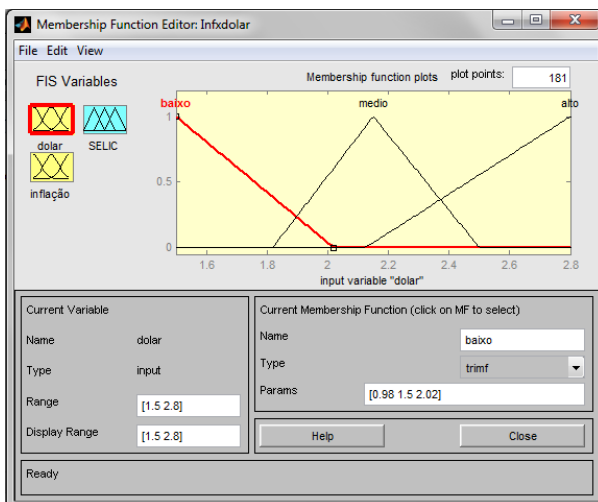 Membership Function Editor: Infxdolar
File Edit View
FIS Variables
Membership function plots plot points: 181
dolar SELIC
inflação
baixo medio alto
1
0.5
0
1.6 1.8 2 2.2 2.4 2.6 2.8
input variable "dolar"
Current Variable
Name dolar
Type input
Range [1.5 2.8]
Display Range [1.5 2.8]
Current Membership Function (click on MF to select)
Name baixo
Type trimf
Params [0.98 1.5 2.02]
Help Close
Ready